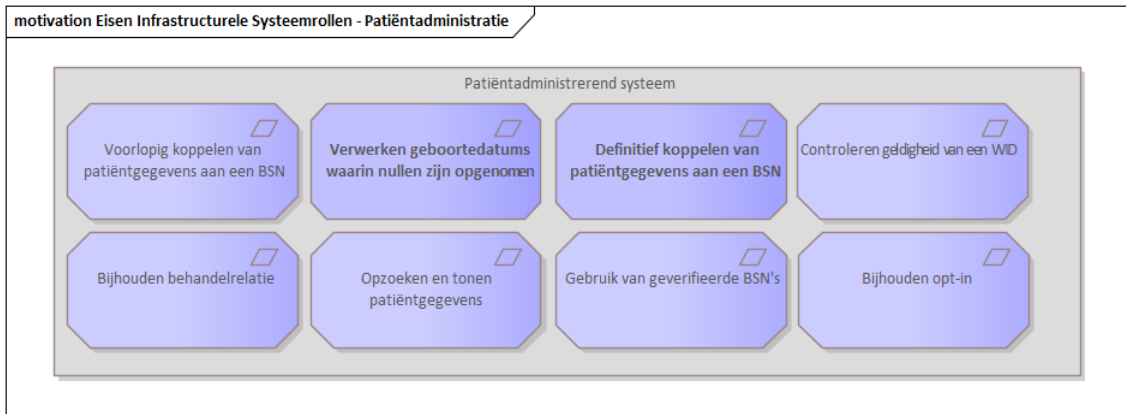 motivation Eisen Infrastructurele Systeemrollen - Patiëntadministratie
Patiëntadministrerend systeem
Voorlopig koppelen van
patiëntgegevens aan een BSN
Verwerken geboortedatums
waarin nullen zijn opgenomen
Definitief koppelen van
patiëntgegevens aan een BSN
Controleren geldigheid van een WID
Bijhouden behandelrelatie
Opzoeken en tonen
patiëntgegevens
Gebruik van geverifieerde BSN's
Bijhouden opt-in